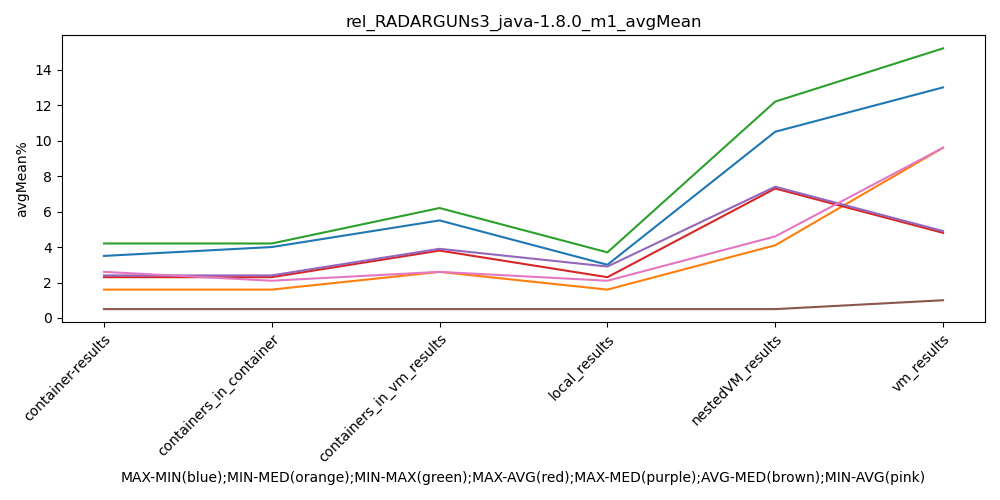 rel_RADARGUNs3_java-1.8.0_m1_avgMean
avgMean%
14
12
10
8
6
4
2
0
container-results
containers_in_container
containers_in_vm_results
local_results
nestedVM_results
vm_results
MAX-MIN(blue);MIN-MED(orange);MIN-MAX(green);MAX-AVG(red);MAX-MED(purple);AVG-MED(brown);MIN-AVG(pink)